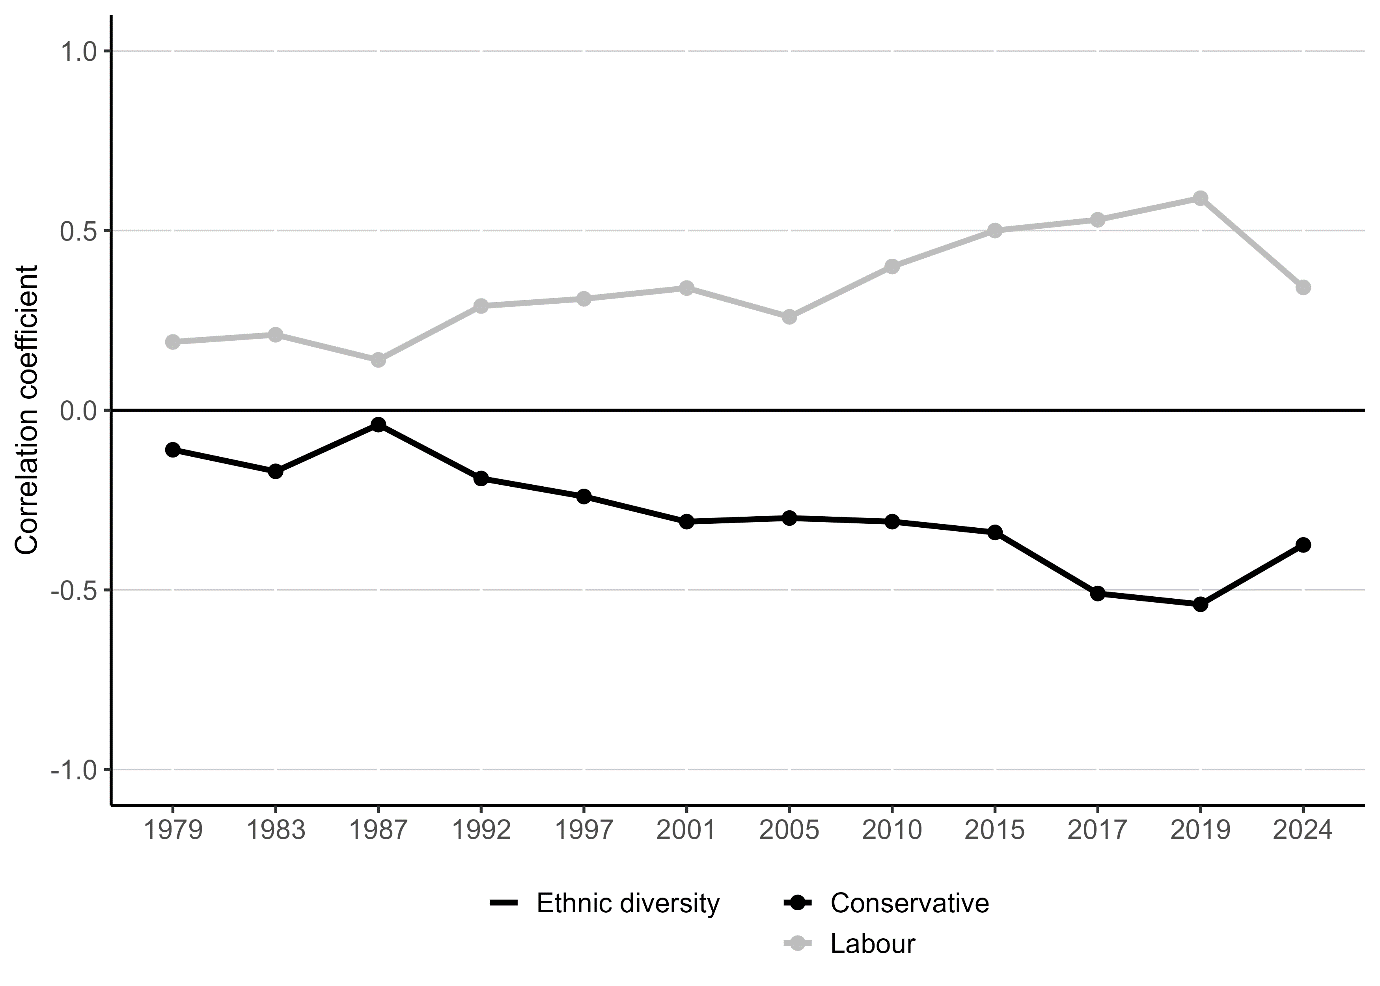 Correlation coefficient
1.0
0.5
0.0
-0.5
-1.0
1979 1983 1987 1992 1997 2001 2005 2010 2015 2017 2019 2024
Ethnic diversity Conservative
Labour